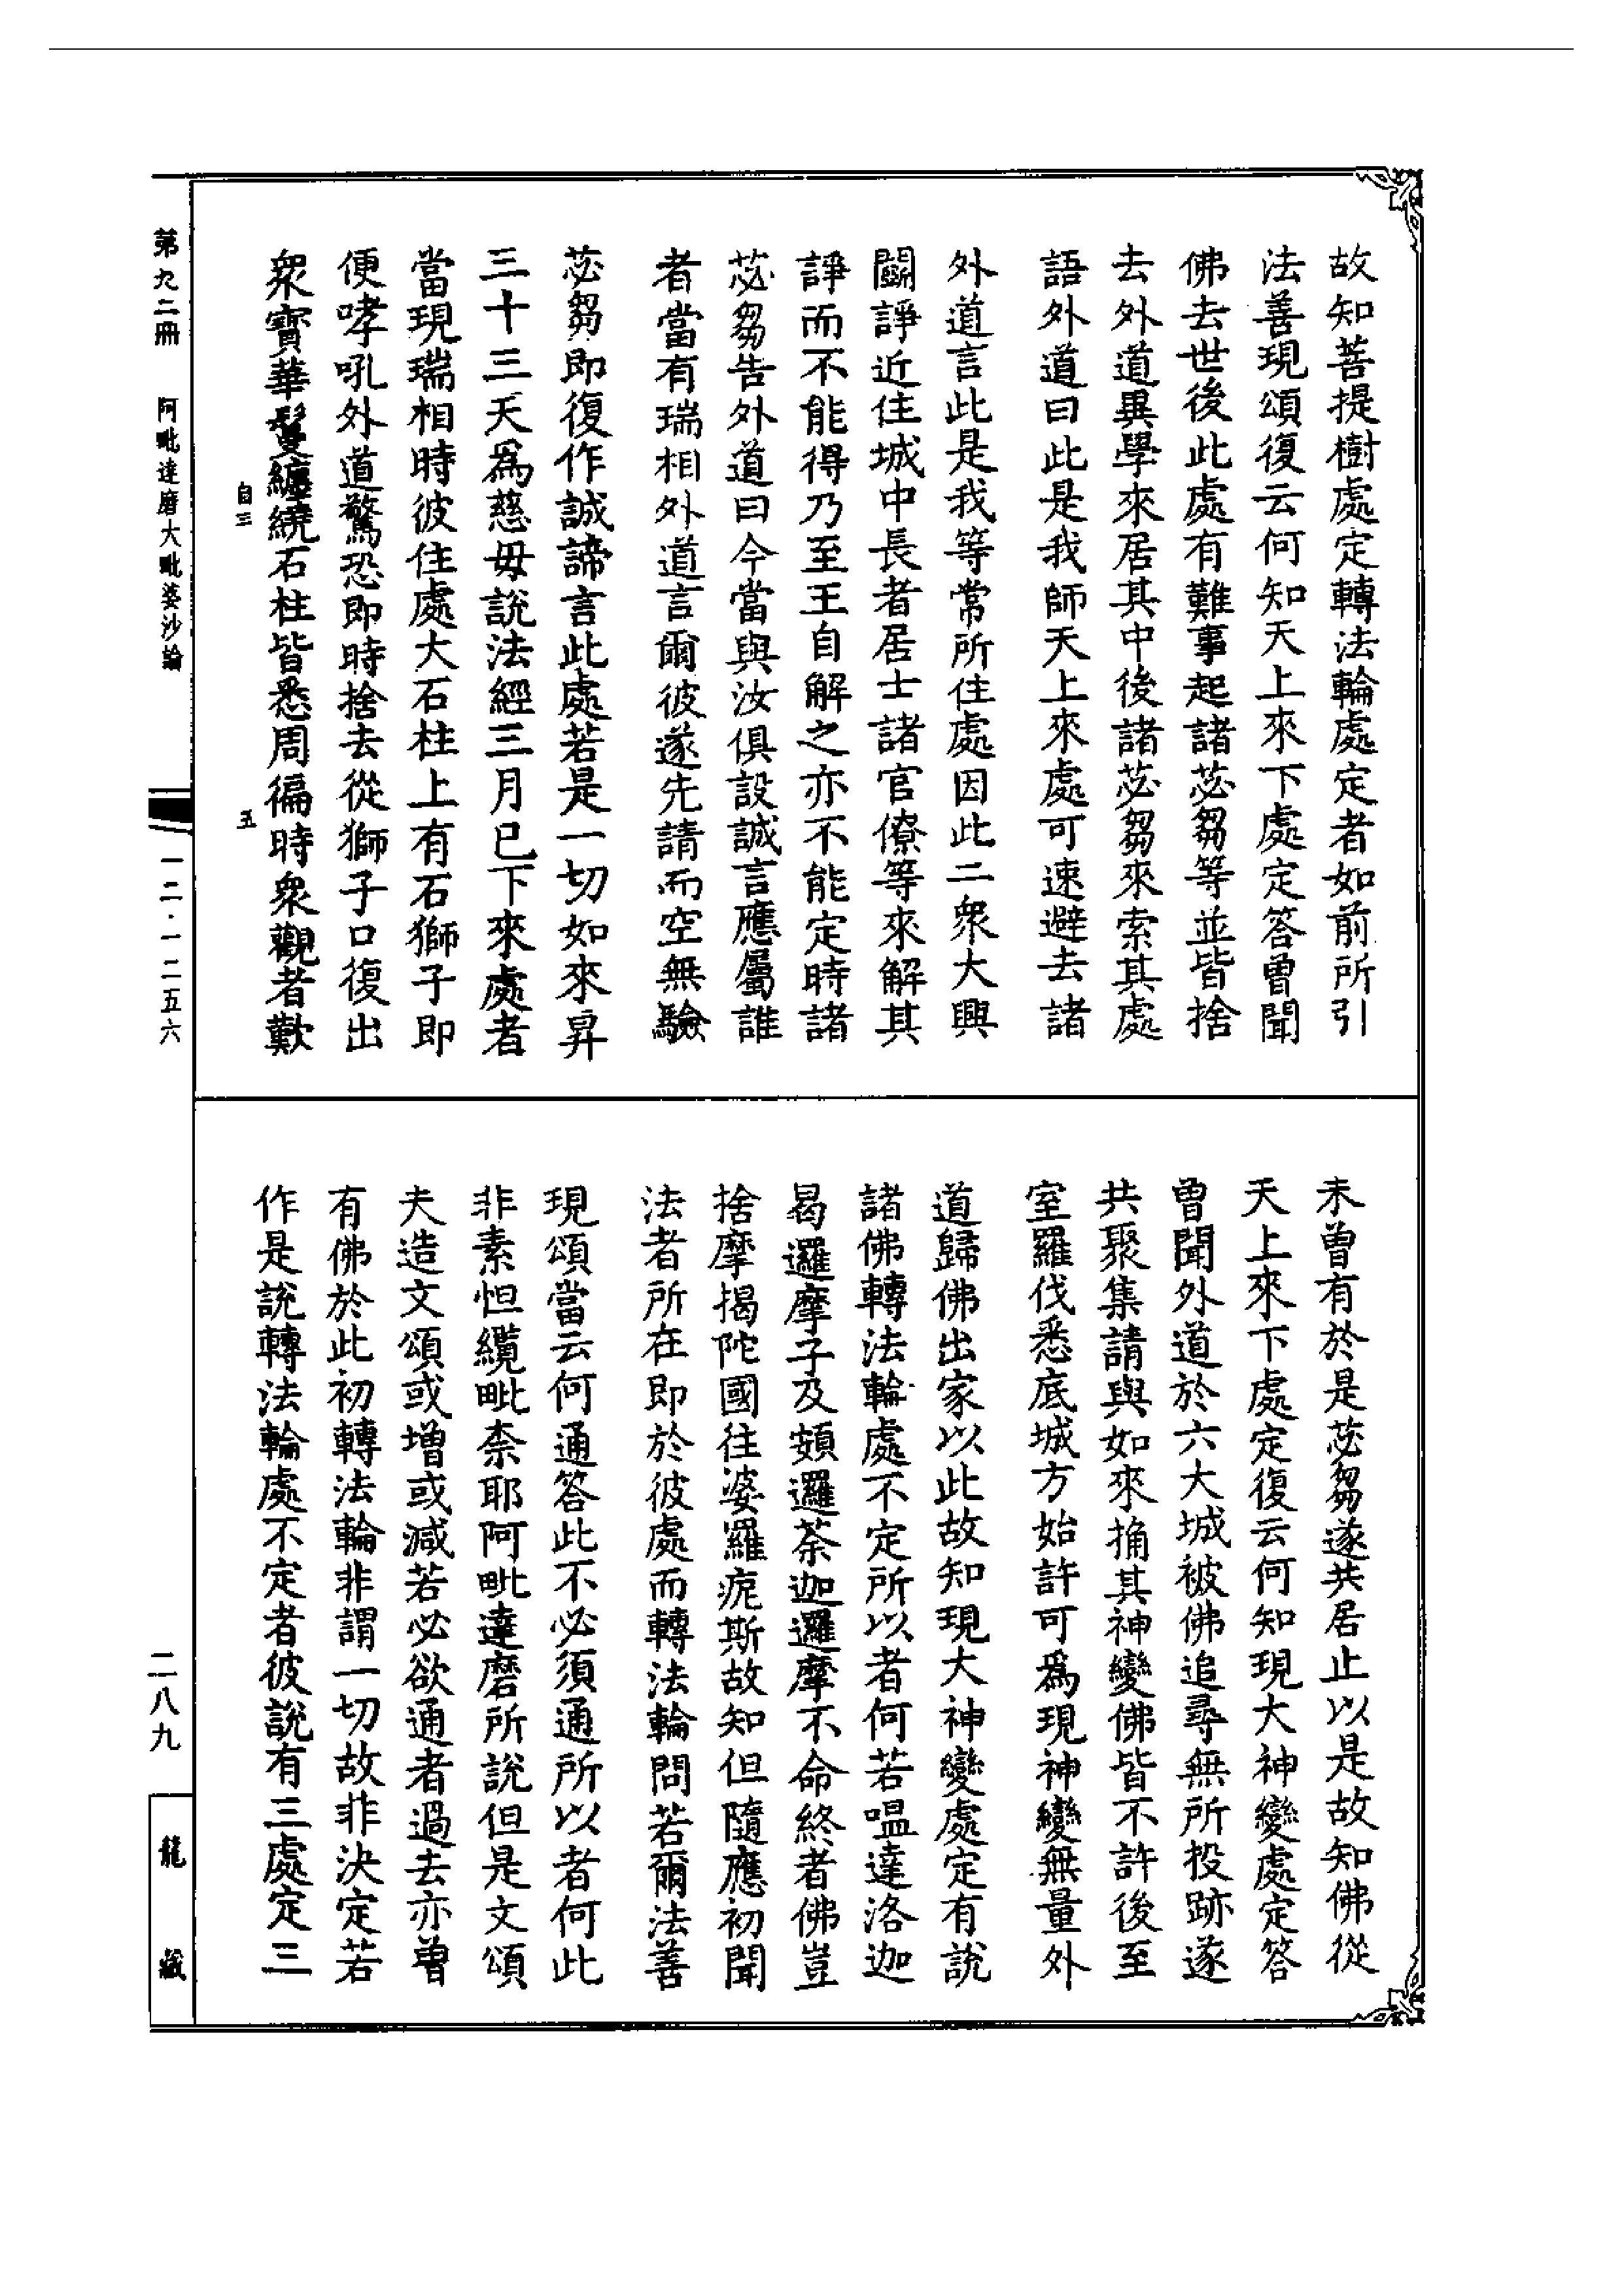 故知菩提樹處定轉法輪處定者如前所引
法善現頌復云何知天上來下處定答曾聞
佛去世後此處有難事起諸苾芻等並皆捨
去外道異學來居其中後諸苾芻來索其處
語外道曰此是我師天上來處可速避去諸
外道言此是我等常所住處因此二衆大興
鬬諍近住城中長者居士諸官僚等來解其
諍而不能得乃至王自解之亦不能定時諸
苾芻告外道曰今當與汝俱設誠言應屬誰
者當有瑞相外道言爾彼遂先請而空無驗
苾芻即復作誠諦言此處若是一切如來昇
三十三天爲慈毋說法經三月已下來處者
當現瑞相時彼住處大石柱上有石獅子即
便哮吼外道驚恐即時捨去從獅子口復出
衆寶華鬘纏繞石柱皆悉周徧時衆觀者歎
未曾有於是苾芻遂共居止以是故知佛從
天上來下處定復云何知現大神變處定答
曾聞外道於六大城被佛追尋無所投跡遂
共聚集請與如來捔其神變佛皆不許後至
室羅伐悉底城方始許可爲現神變無量外
道歸佛出家以此故知現大神變處定有說
諸佛轉法輪處不定所以者何若嗢達洛迦
曷邏摩子及頞邏荼迦邏摩不命終者佛豈
捨摩揭陀國往婆羅痆斯故知但隨應初聞
法者所在即於彼處而轉法輪問若爾法善
現頌當云何通答此不必須通所以者何此
非素怛纜毗柰耶阿毗達磨所說但是文頌
夫造文頌或增或減若必欲通者過去亦曾
有佛於此初轉法輪非謂一切故非決定若
作是說轉法輪處不定者彼說有三處定三
自三
五
第九二冊
阿毗達磨大毗婆沙論
一二·一二五六
二八九
龍藏